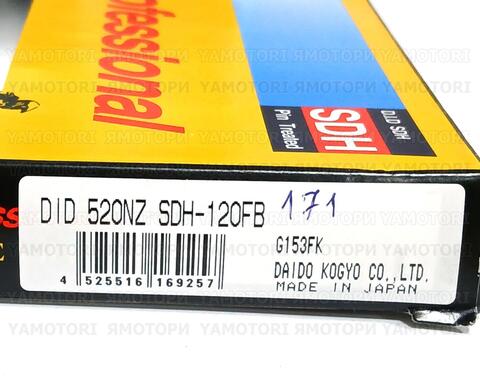 YAMOTORI ЯМОТОРИ YAMOTORI ЯМОТОРИ
ofessional
D.I.D SDH
SDH
Pin Treated
DID 520NZ SDH-120FB 171
G153FK
4 525516 169257
DAIDO KOGYO CO.,LTD.
MADE IN JAPAN